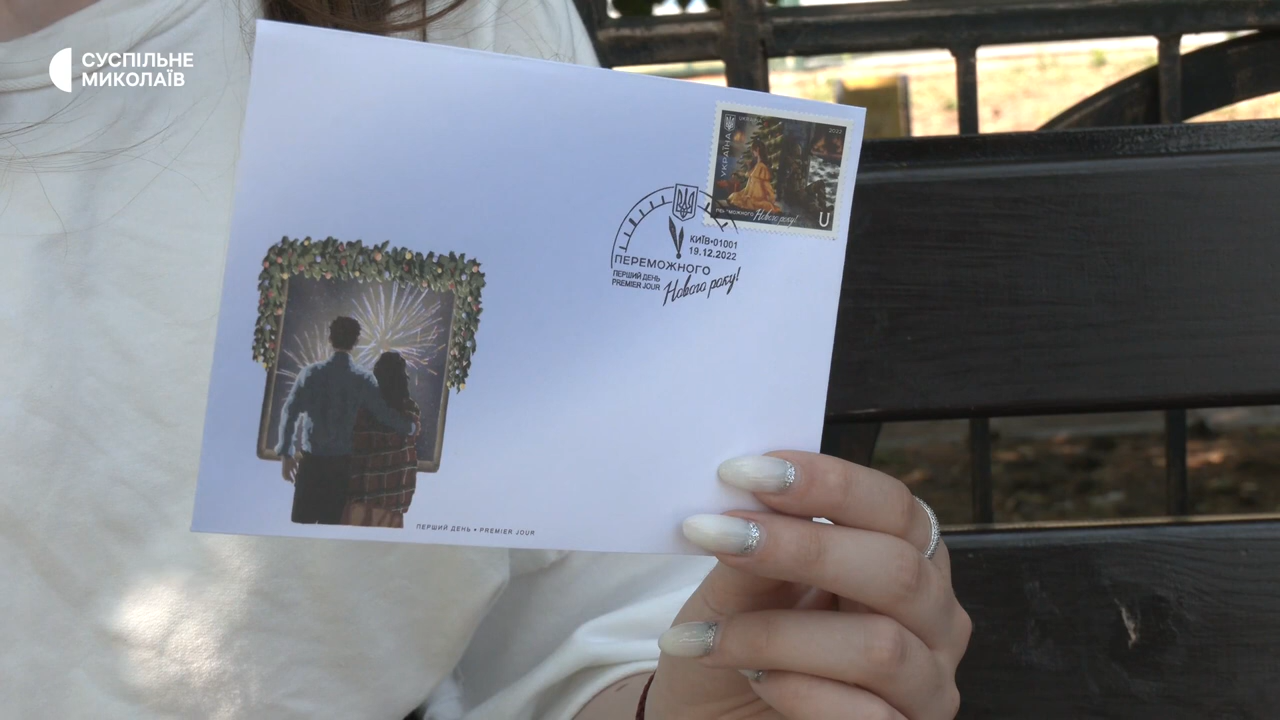 СУСПІЛЬНЕ
МИКОЛАЇВ
УКРАЇНА
2022
Нового року!
U
КИЇВ•01001
19.12.2022
ПЕРЕМОЖНОГО
Нового року!
ПЕРШИЙ ДЕНЬ
PREMIER JOUR
ПЕРШИЙ ДЕНЬ • PREMIER JOUR